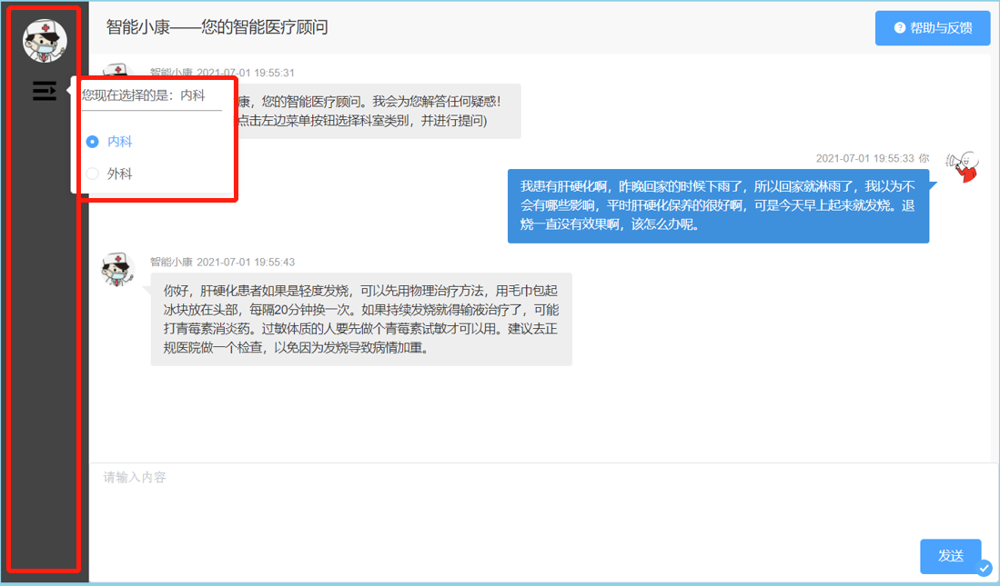 智能小康——您的智能医疗顾问
帮助与反馈
智能小康 2021-07-01 19:55:31
康，您的智能医疗顾问。我会为您解答任何疑惑！
点击左边菜单按钮选择科室类别，并进行提问)
您现在选择的是：内科
内科
外科
2021-07-01 19:55:33 你
我患有肝硬化啊，昨晚回家的时候下雨了，所以回家就淋雨了，我以为不
会有哪些影响，平时肝硬化保养的很好啊，可是今天早上起来就发烧。退
烧一直没有效果啊，该怎么办呢。
智能小康 2021-07-01 19:55:43
你好，肝硬化患者如果是轻度发烧，可以先用物理治疗方法，用毛巾包起
冰块放在头部，每隔20分钟换一次。如果持续发烧就得输液治疗了，可能
打青霉素消炎药。过敏体质的人要先做个青霉素试敏才可以用。建议去正
规医院做一个检查，以免因为发烧导致病情加重。
请输入内容
发送